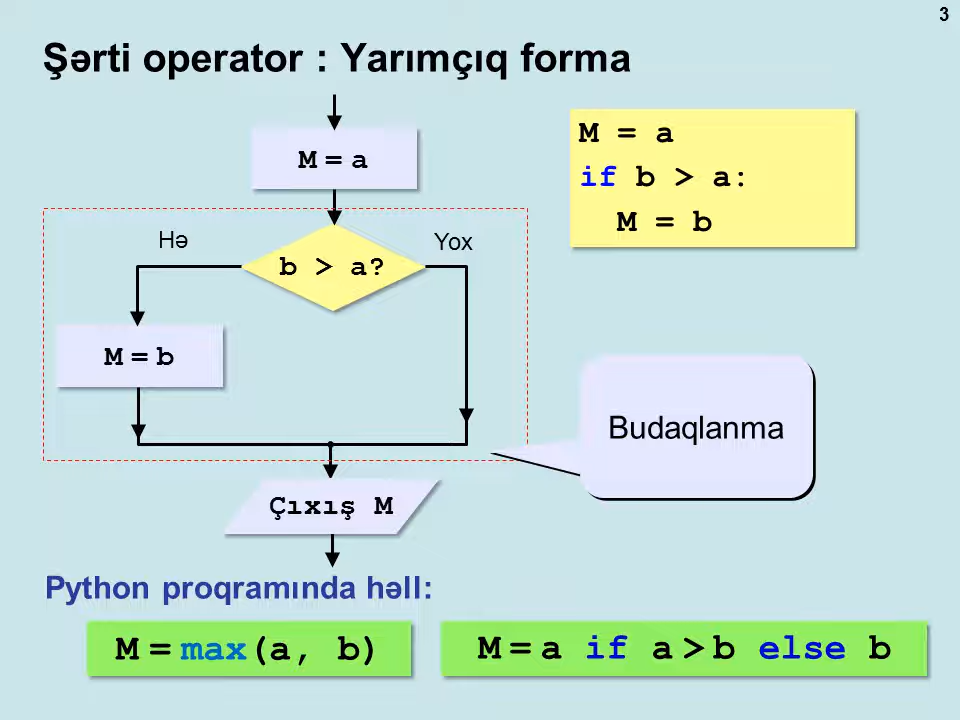 3
Şərti operator : Yarımçıq forma
M = a
M = a
if b > a:
  M = b
Hə
b > a?
Yox
M = b
Budaqlanma
Çıxış M
Python proqramında həll:
M = max(a, b)
M = a if a > b else b